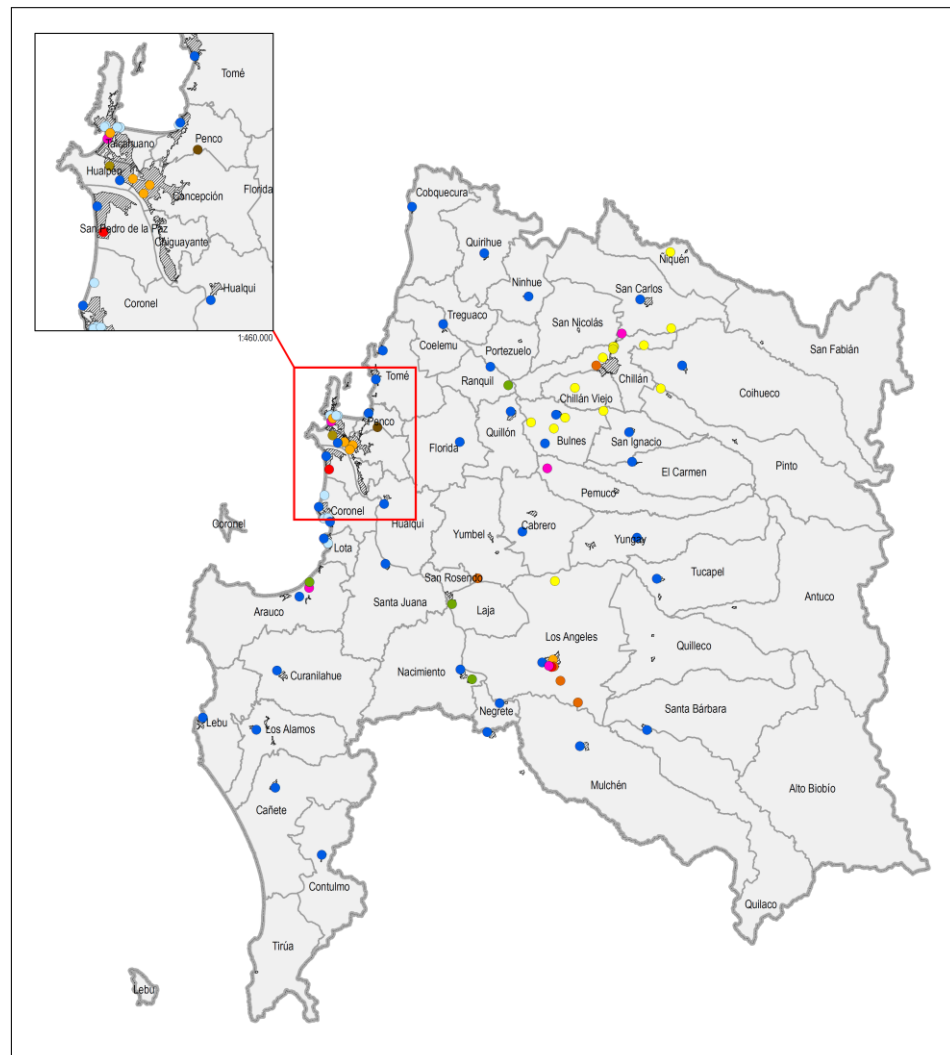 Tomé
Penco
Talcahuano
Hualpén
Florida
Concepción
San Pedro de la Paz
Chiguayante
Hualqui
Coronel
1:460.000
Cobquecura
Quirihue
Ñiquén
Ninhue
San Carlos
Treguaco
San Nicolás
San Fabián
Coelemu
Portezuelo
Tomé
Ranquil
Chillán
Coihueco
Chillán Viejo
Penco
Quillón
Florida
Bulnes
San Ignacio
Pinto
El Carmen
Pemuco
Coronel
Coronel
Hualqui
Cabrero
Yumbel
Yungay
Lota
Tucapel
San Rosendo
Antuco
Santa Juana
Laja
Arauco
Los Angeles
Quilleco
Nacimiento
Curanilahue
Santa Bárbara
Negrete
Lebu
Los Alamos
Mulchén
Alto Biobío
Cañete
Contulmo
Quilaco
Tirúa
Lebu